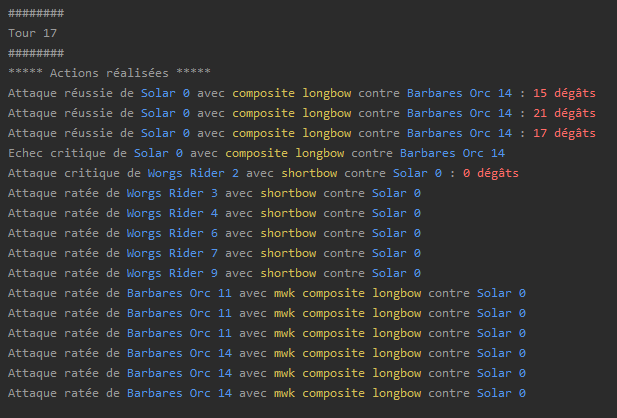 ########
Tour 17
########
***** Actions réalisées *****
Attaque réussie de Solar 0 avec composite longbow contre Barbares Orc 14 : 15 dégâts
Attaque réussie de Solar 0 avec composite longbow contre Barbares Orc 14 : 21 dégâts
Attaque réussie de Solar 0 avec composite longbow contre Barbares Orc 14 : 17 dégâts
Echec critique de Solar 0 avec composite longbow contre Barbares Orc 14
Attaque critique de Worgs Rider 2 avec shortbow contre Solar 0 : 0 dégâts
Attaque ratée de Worgs Rider 3 avec shortbow contre Solar 0
Attaque ratée de Worgs Rider 4 avec shortbow contre Solar 0
Attaque ratée de Worgs Rider 6 avec shortbow contre Solar 0
Attaque ratée de Worgs Rider 7 avec shortbow contre Solar 0
Attaque ratée de Worgs Rider 9 avec shortbow contre Solar 0
Attaque ratée de Barbares Orc 11 avec mwk composite longbow contre Solar 0
Attaque ratée de Barbares Orc 11 avec mwk composite longbow contre Solar 0
Attaque ratée de Barbares Orc 11 avec mwk composite longbow contre Solar 0
Attaque ratée de Barbares Orc 14 avec mwk composite longbow contre Solar 0
Attaque ratée de Barbares Orc 14 avec mwk composite longbow contre Solar 0
Attaque ratée de Barbares Orc 14 avec mwk composite longbow contre Solar 0